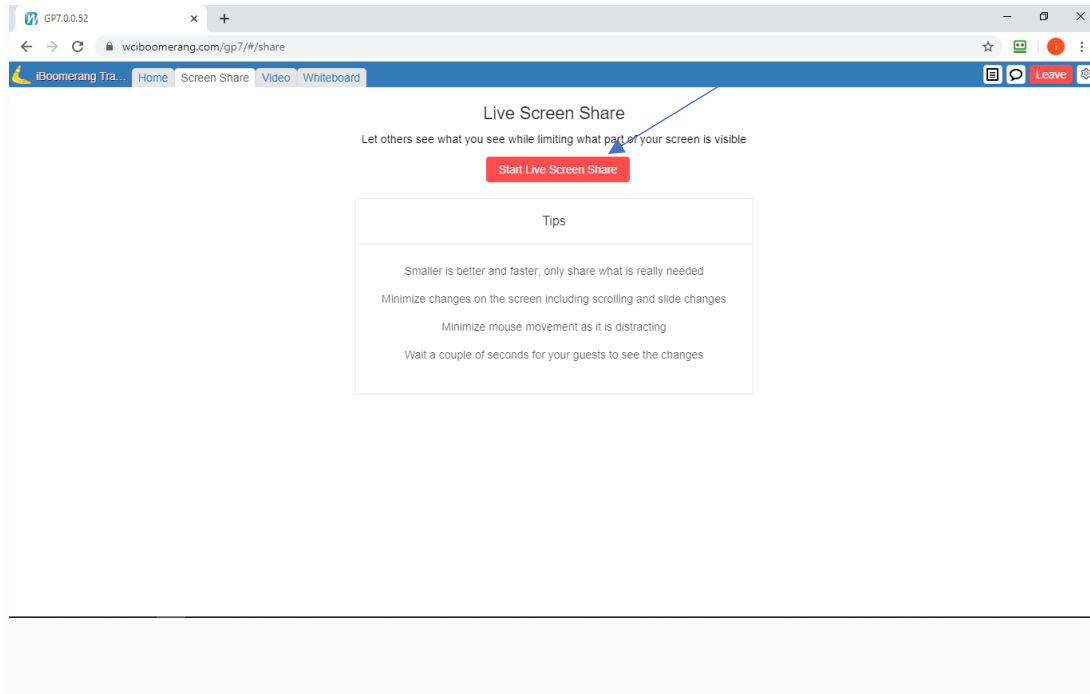 GP7.0.0.52
wciboomerang.com/gp7/#/share
iBoomerang Tra... Home Screen Share Video Whiteboard Leave
Live Screen Share
Let others see what you see while limiting what part of your screen is visible
Start Live Screen Share
Tips
Smaller is better and faster; only share what is really needed
Minimize changes on the screen including scrolling and slide changes
Minimize mouse movement as it is distracting
Wait a couple of seconds for your guests to see the changes